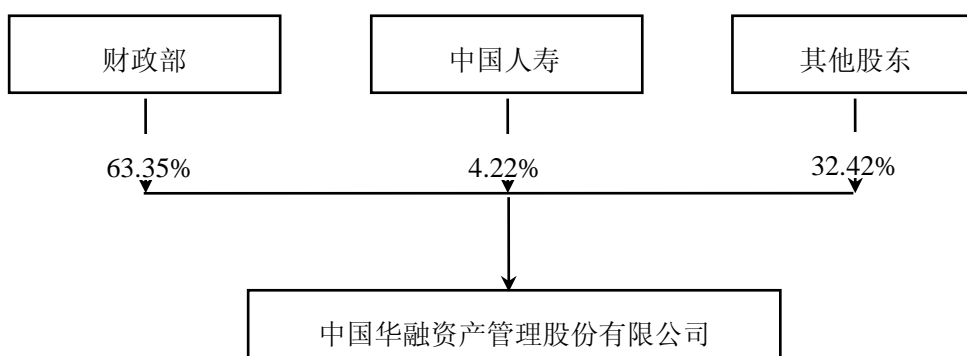 财政部 中国人寿 其他股东
63.35% 4.22% 32.42%
中国华融资产管理股份有限公司